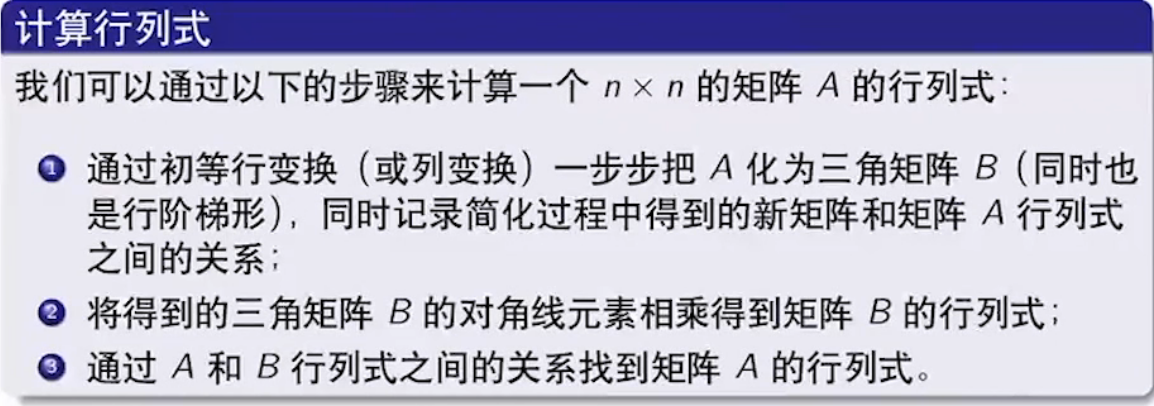 计算行列式
我们可以通过以下的步骤来计算一个 n × n 的矩阵 A 的行列式:
1 通过初等行变换（或列变换）一步步把 A 化为三角矩阵 B（同时也
是行阶梯形），同时记录简化过程中得到的新矩阵和矩阵 A 行列式
之间的关系;
2 将得到的三角矩阵 B 的对角线元素相乘得到矩阵 B 的行列式;
3 通过 A 和 B 行列式之间的关系找到矩阵 A 的行列式。